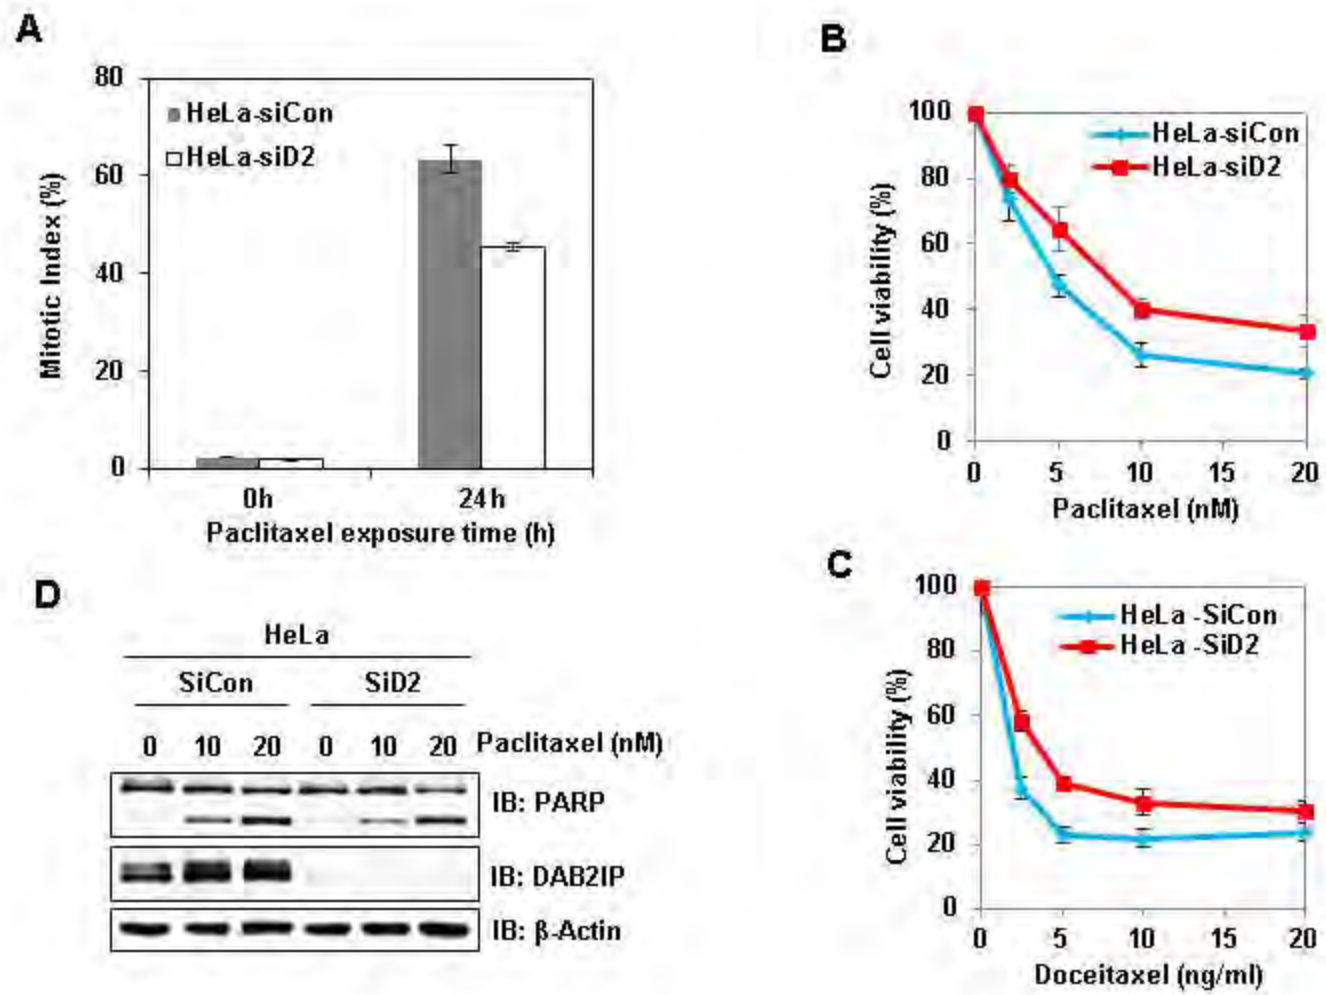 A
80
60
40
20
0
Mitotic Index (%)
HeLa-siCon
HeLa-siD2
0h
24h
Paclitaxel exposure time (h)
B
100
80
60
40
20
0
Cell viability (%)
HeLa-siCon
HeLa-siD2
0 5 10 15 20
Paclitaxel (nM)
C
100
80
60
40
20
0
Cell viability (%)
HeLa -SiCon
HeLa -SiD2
0 5 10 15 20
Doceitaxel (ng/ml)
D
HeLa
SiCon SiD2
0 10 20 0 10 20 Paclitaxel (nM)
IB: PARP
IB: DAB2IP
IB: β-Actin